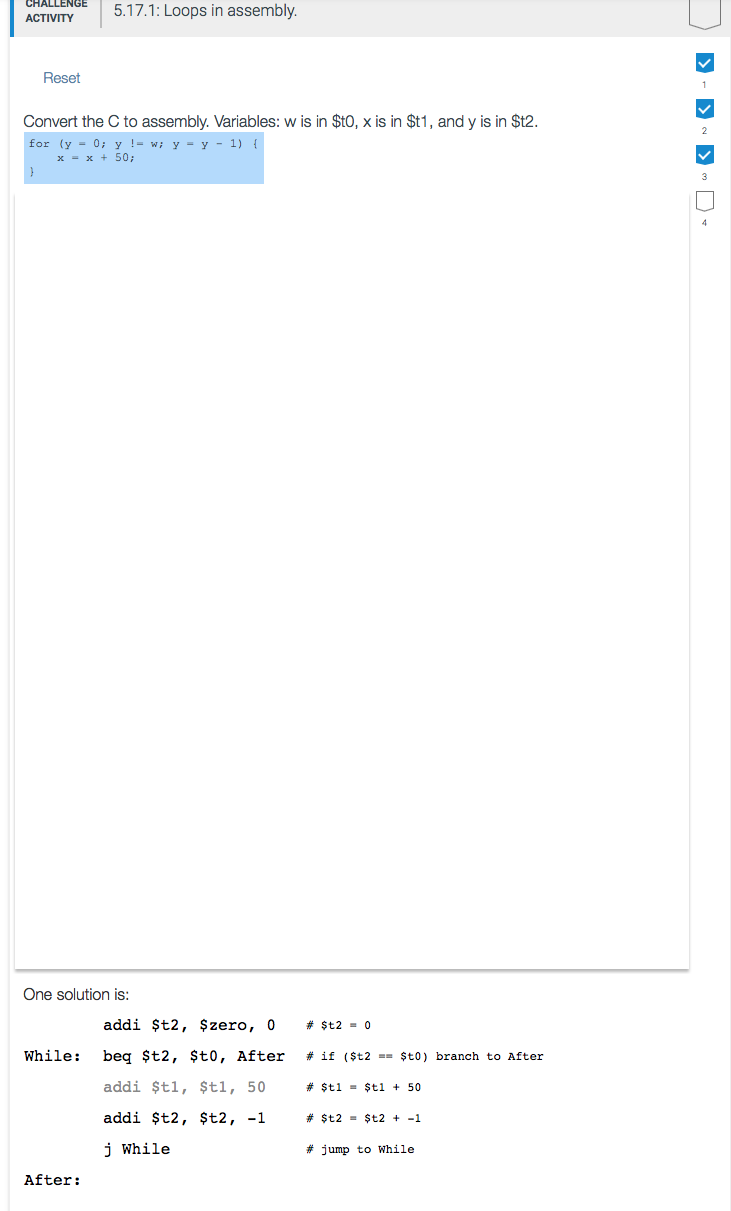 CHALLENGE
ACTIVITY
5.17.1: Loops in assembly.
Reset
1
2
3
4
Convert the C to assembly. Variables: w is in $t0, x is in $t1, and y is in $t2.
for (y = 0; y != w; y = y - 1) {
    x = x + 50;
}
One solution is:
addi $t2, $zero, 0 # $t2 = 0
While: beq $t2, $t0, After # if ($t2 == $t0) branch to After
addi $t1, $t1, 50 # $t1 = $t1 + 50
addi $t2, $t2, -1 # $t2 = $t2 + -1
j While # jump to While
After: